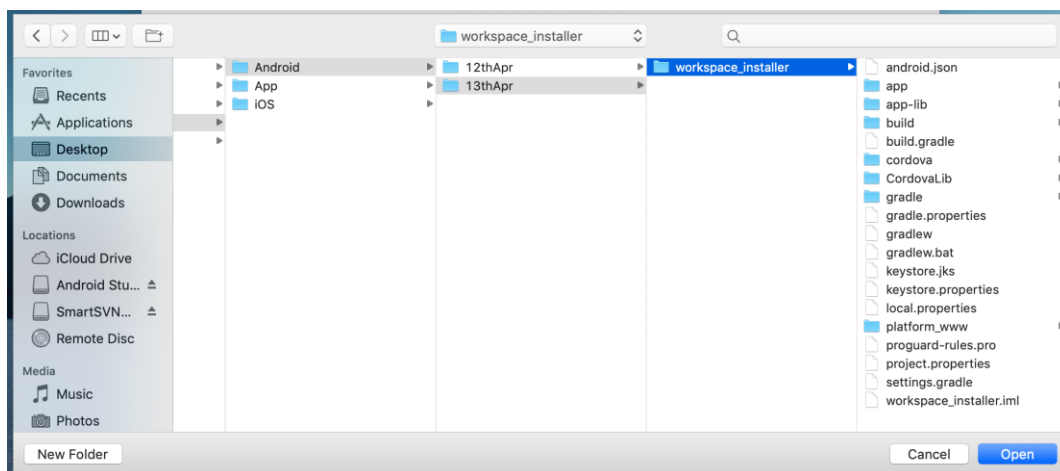 workspace_installer
Favorites
Recents
Applications
Desktop
Documents
Downloads
Locations
iCloud Drive
Android Stu...
SmartSVN...
Remote Disc
Media
Music
Photos
Android
App
iOS
12thApr
13thApr
workspace_installer
android.json
app
app-lib
build
build.gradle
cordova
CordovaLib
gradle
gradle.properties
gradlew
gradlew.bat
keystore.jks
keystore.properties
local.properties
platform_www
proguard-rules.pro
project.properties
settings.gradle
workspace_installer.iml
New Folder
Cancel
Open